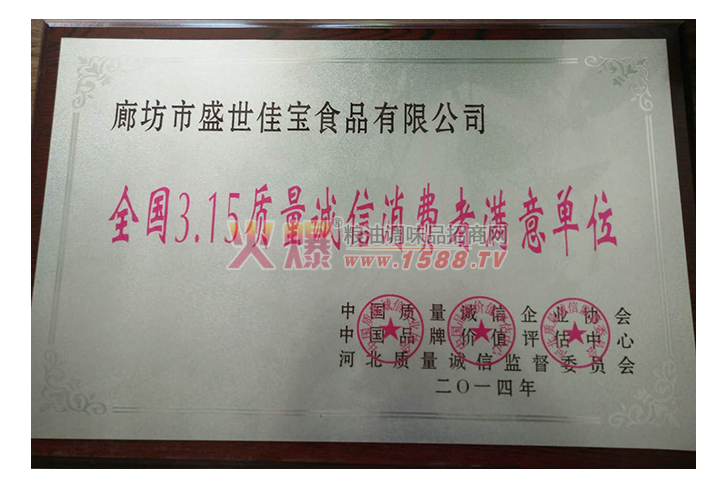 廊坊市盛世佳宝食品有限公司
全国3.15质量诚信消费者满意单位
火爆®粮油调味品招商网
www.1588.TV
中国质量诚信企业协会
中国品牌价值评估中心
河北质量诚信监督委员会
二〇一四年